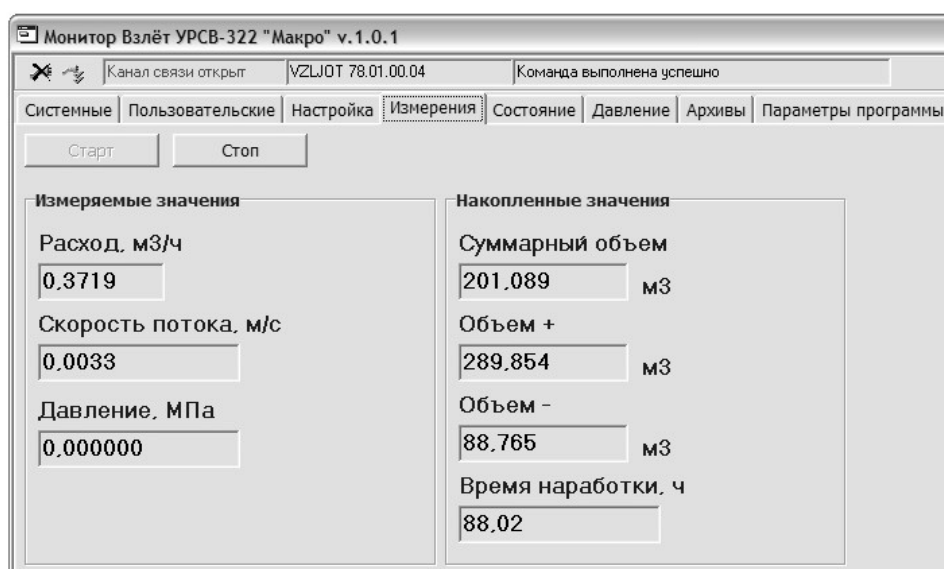 Монитор Взлёт УРСВ-322 "Макро" v.1.0.1
Канал связи открыт VZLJOT 78.01.00.04 Команда выполнена успешно
Системные Пользовательские Настройка Измерения Состояние Давление Архивы Параметры программы
Старт Стоп
Измеряемые значения
Расход, м3/ч
0,3719
Скорость потока, м/с
0,0033
Давление, МПа
0,000000
Накопленные значения
Суммарный объем
201,089 м3
Объем +
289,854 м3
Объем -
88,765 м3
Время наработки, ч
88,02